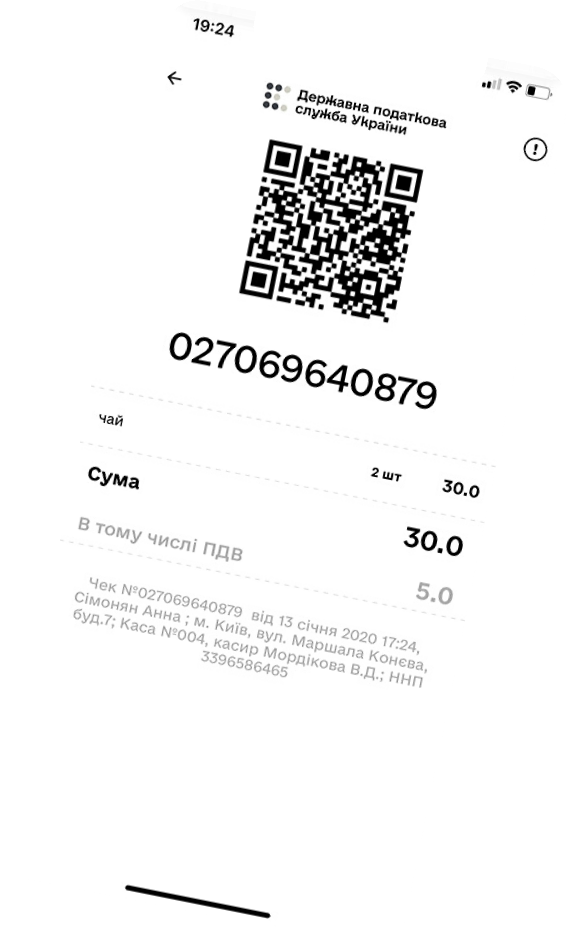 19:24
Державна податкова
служба України
027069640879
чай 2 шт 30.0
Сума 30.0
В тому числі ПДВ 5.0
Чек №027069640879 від 13 січня 2020 17:24,
Сімонян Анна ; м. Київ, вул. Маршала Конєва,
буд.7; Каса №004, касир Мордікова В.Д.; ННП
3396586465